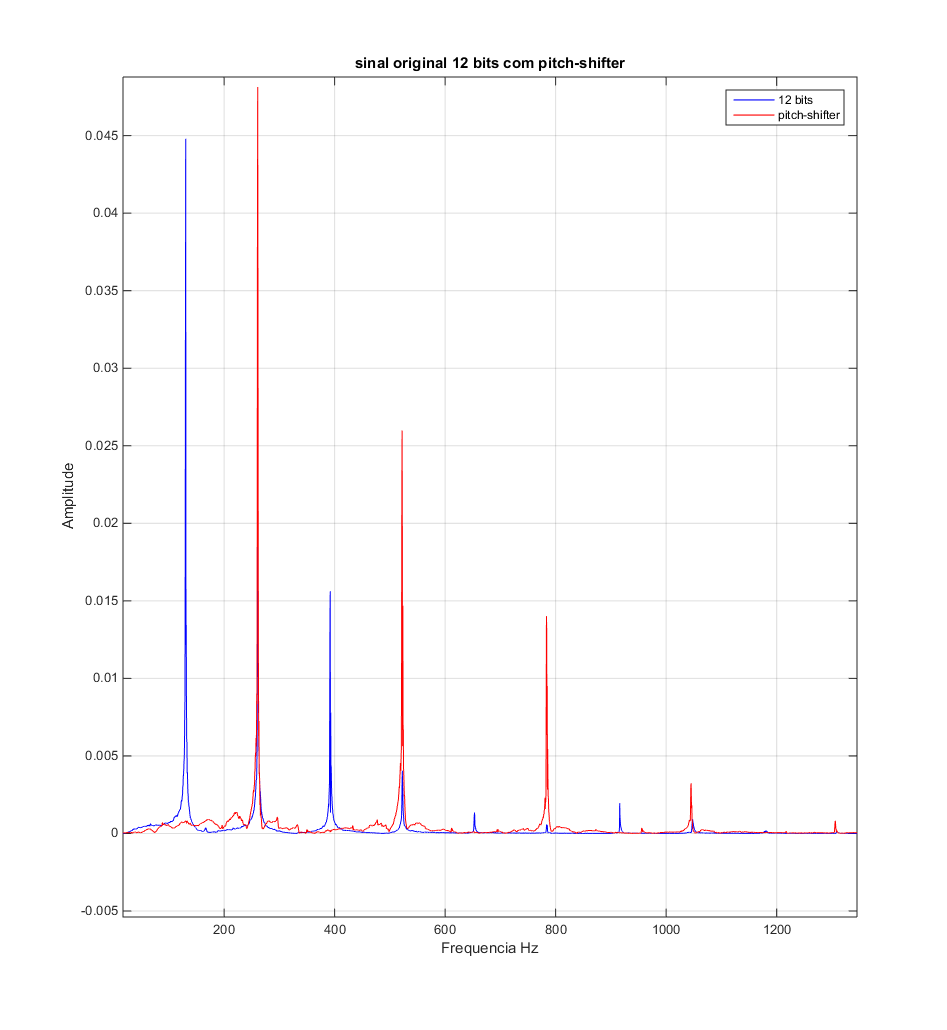 sinal original 12 bits com pitch-shifter
12 bits
pitch-shifter
0.045
0.04
0.035
0.03
0.025
0.02
0.015
0.01
0.005
0
-0.005
Amplitude
200 400 600 800 1000 1200
Frequencia Hz